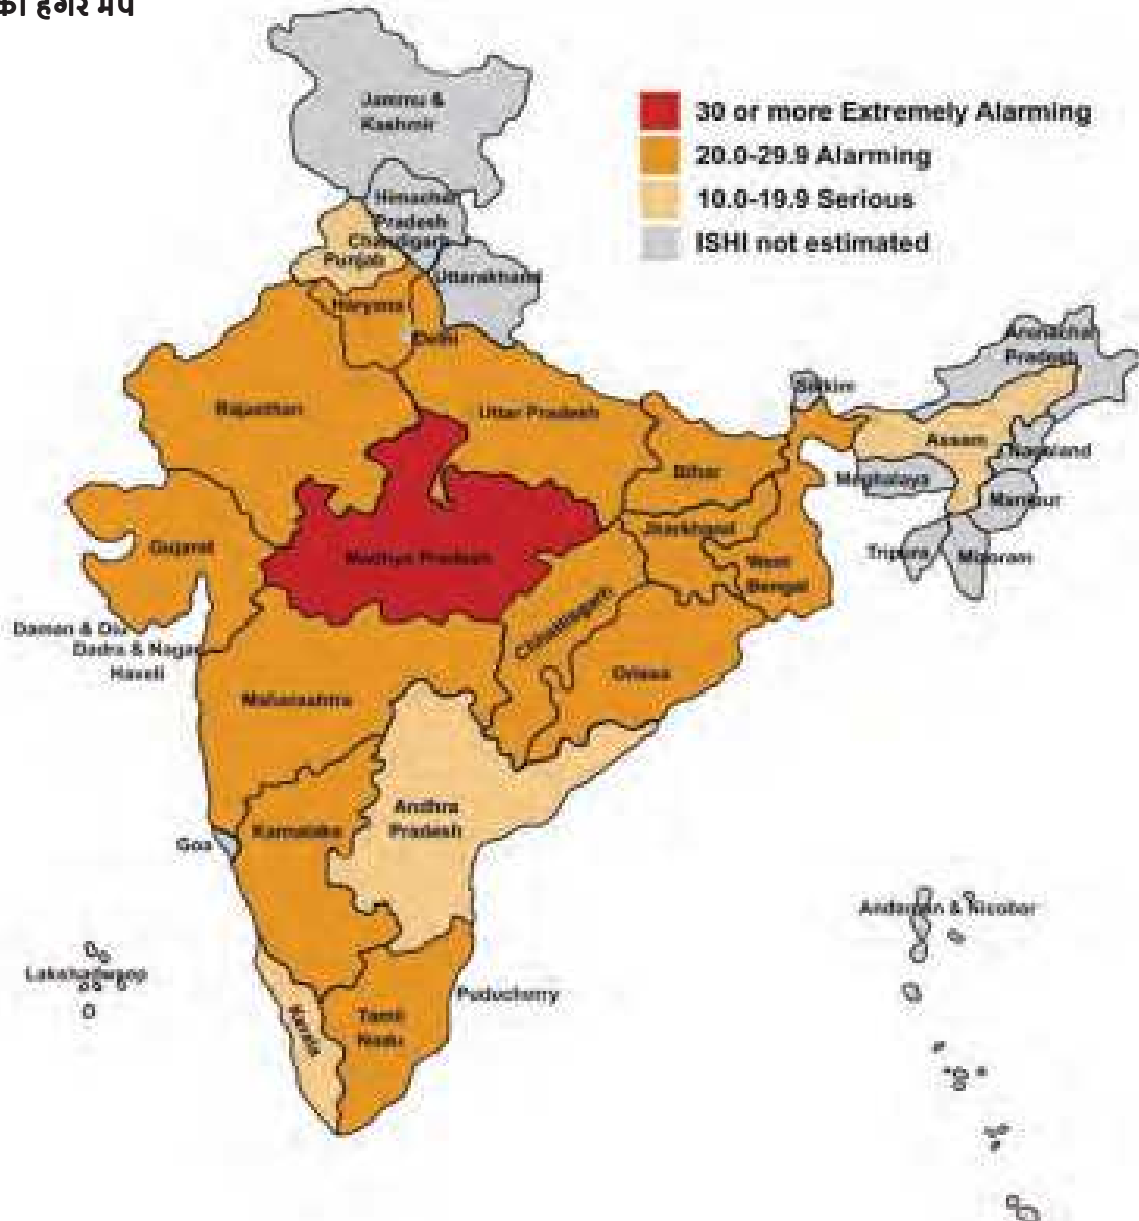 का हंगर मैप
Jammu &
Kashmir
30 or more Extremely Alarming
20.0-29.9 Alarming
10.0-19.9 Serious
ISHI not estimated
Himachal
Pradesh
Chandigarh
Punjab
Uttarakhand
Haryana
Delhi
Arunachal
Pradesh
Sikkim
Rajasthan
Uttar Pradesh
Assam
Nagaland
Bihar
Meghalaya
Manipur
Jharkhand
Gujarat
Madhya Pradesh
Tripura
Mizoram
West
Bengal
Chhattisgarh
Daman & Diu
Dadra & Nagar
Haveli
Orissa
Maharashtra
Andhra
Pradesh
Karnataka
Goa
Andaman & Nicobar
Lakshadweep
Puducherry
Kerala
Tamil
Nadu